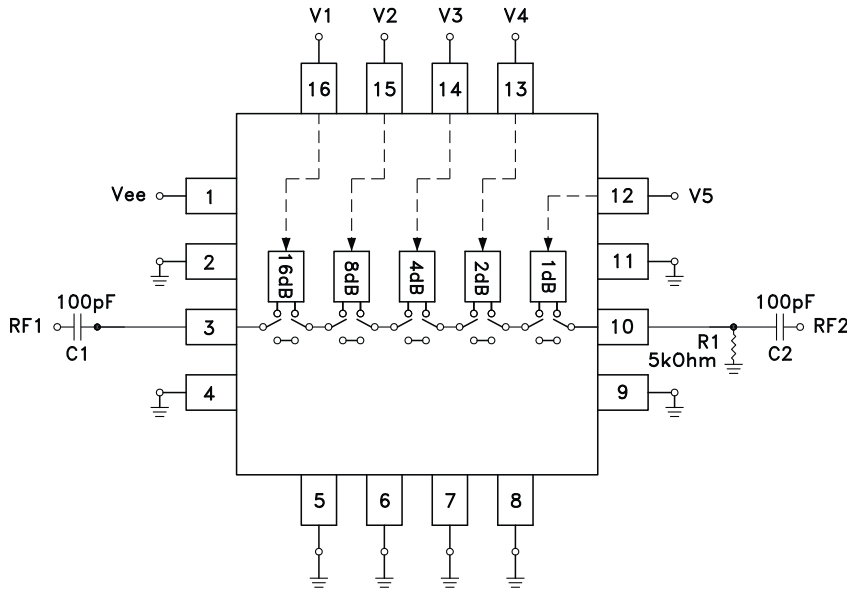 V1 V2 V3 V4
16 15 14 13
Vee 1 12 V5
2 11
16dB 8dB 4dB 2dB 1dB
100pF 100pF
RF1 3 10 RF2
C1 R1 C2
5kOhm
4 9
5 6 7 8